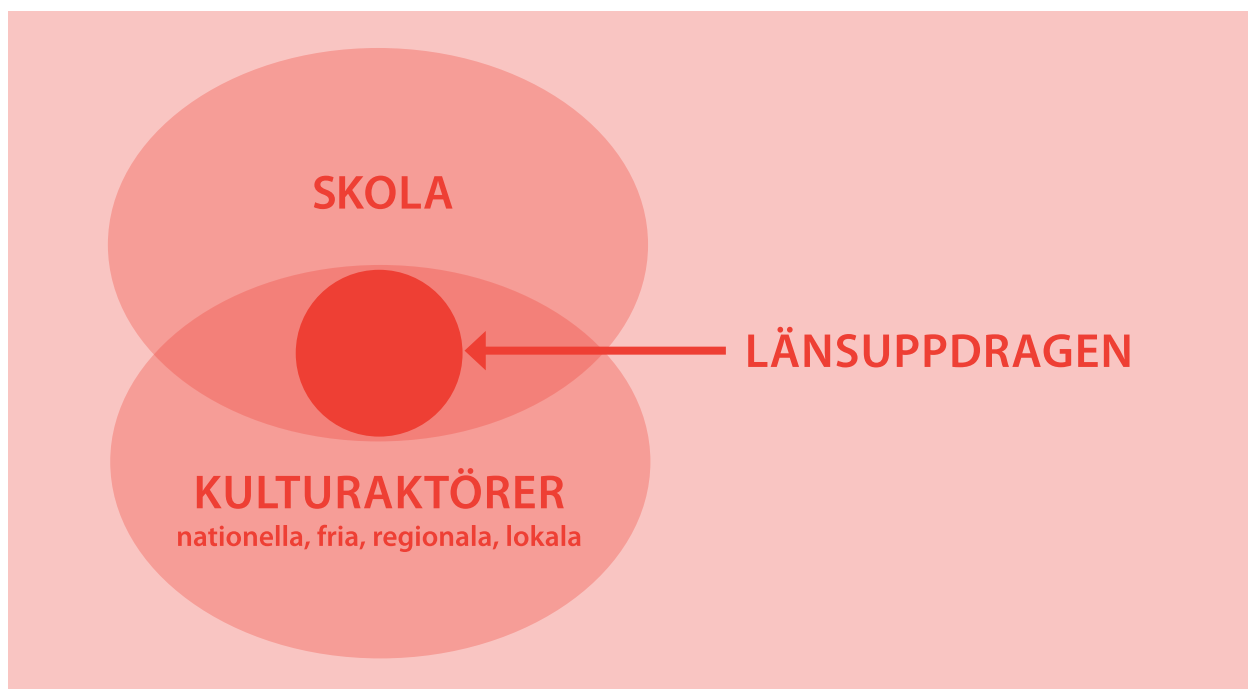 SKOLA
LÄNSUPPDRAGEN
KULTURAKTÖRER
nationella, fria, regionala, lokala